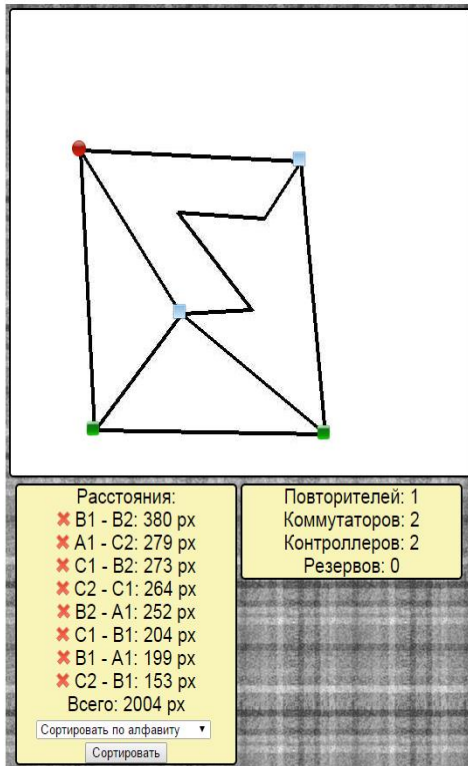 Расстояния:
B1 - B2: 380 px
A1 - C2: 279 px
C1 - B2: 273 px
C2 - C1: 264 px
B2 - A1: 252 px
C1 - B1: 204 px
B1 - A1: 199 px
C2 - B1: 153 px
Всего: 2004 px
Сортировать по алфавиту
Сортировать
Повторителей: 1
Коммутаторов: 2
Контроллеров: 2
Резервов: 0